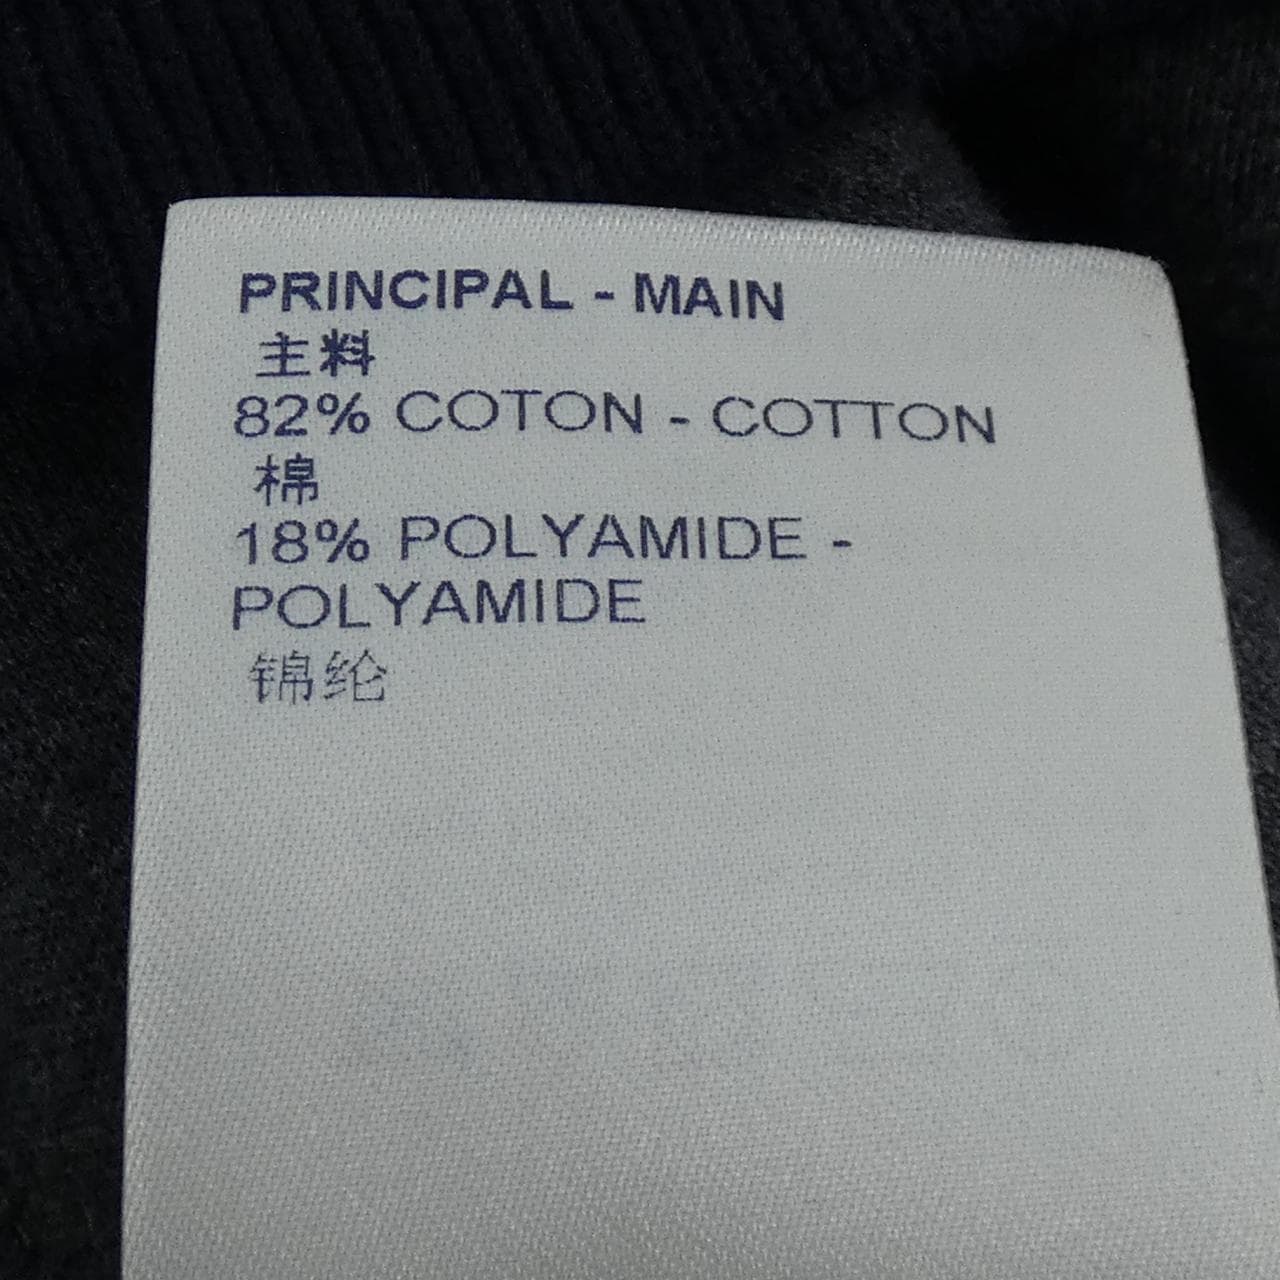 PRINCIPAL - MAIN
主料
82% COTON - COTTON
棉
18% POLYAMIDE -
POLYAMIDE
锦纶